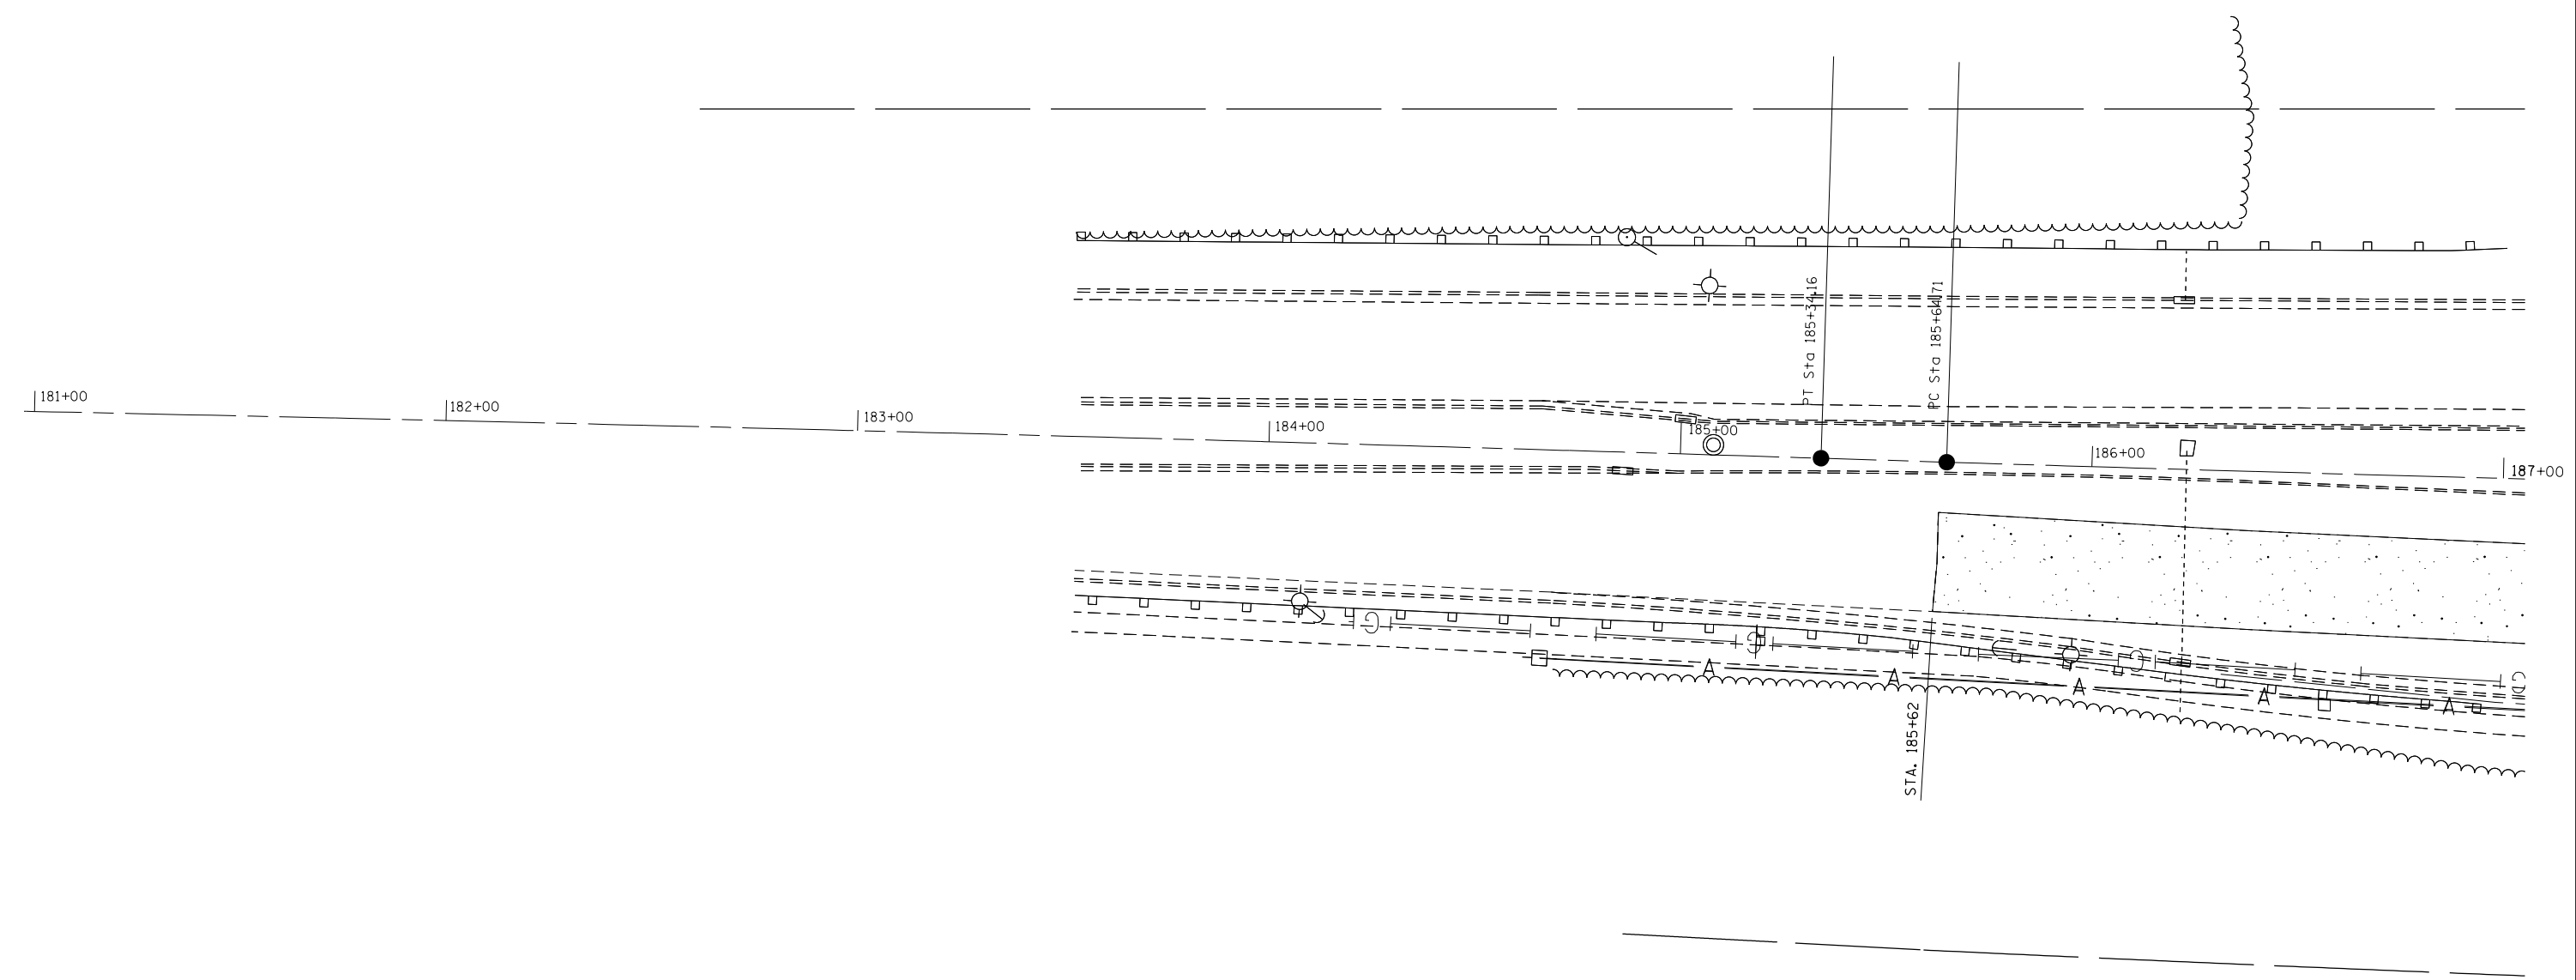 PT Sta 185+34.16
PC Sta 185+64.71
181+00
182+00
183+00
184+00
185+00
186+00
187+00
G
G
G
G
A
A
A
A
A
STA. 185+62